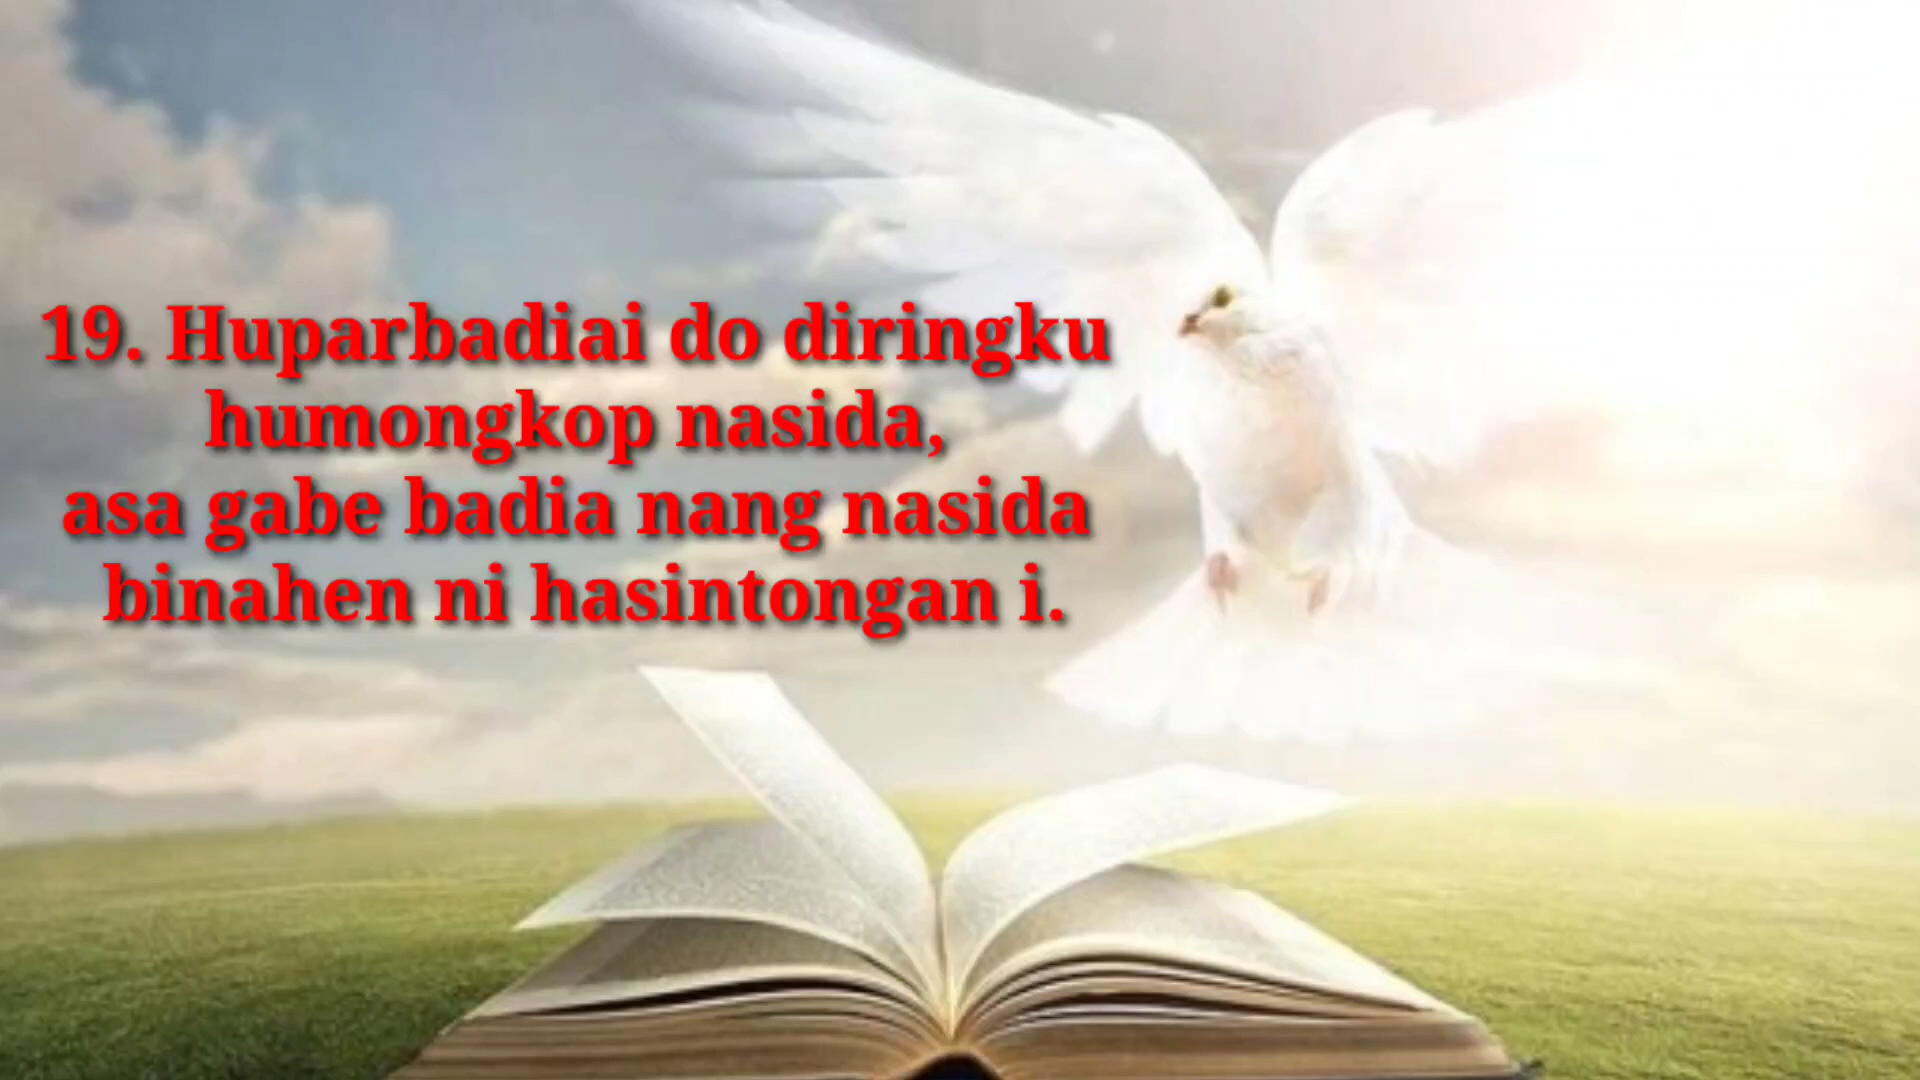 19. Huparbadiai do diringku
humongkop nasida,
asa gabe badia nang nasida
binahen ni hasintongan i.